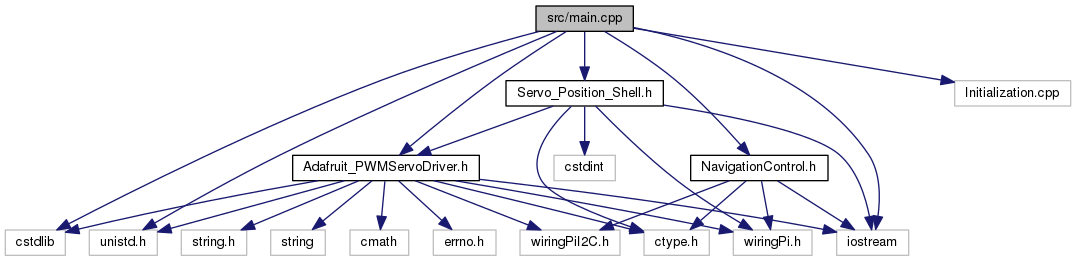 src/main.cpp
Servo_Position_Shell.h
Initialization.cpp
Adafruit_PWMServoDriver.h
cstdint
NavigationControl.h
cstdlib
unistd.h
string.h
string
cmath
errno.h
wiringPiI2C.h
ctype.h
wiringPi.h
iostream